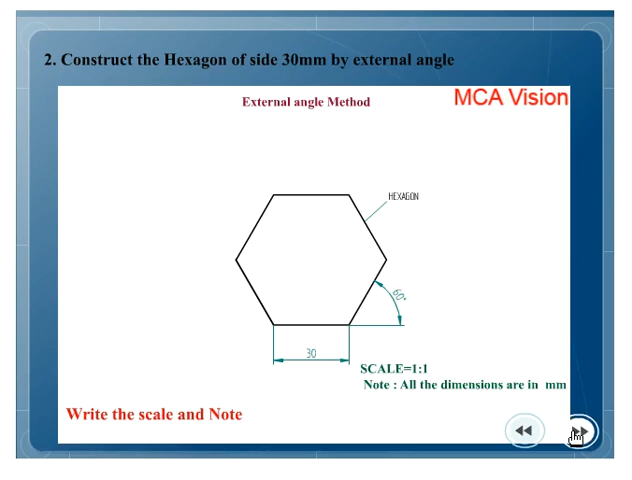 2. Construct the Hexagon of side 30mm by external angle
External angle Method
MCA Vision
HEXAGON
60°
30
SCALE=1:1
Note : All the dimensions are in mm
Write the scale and Note